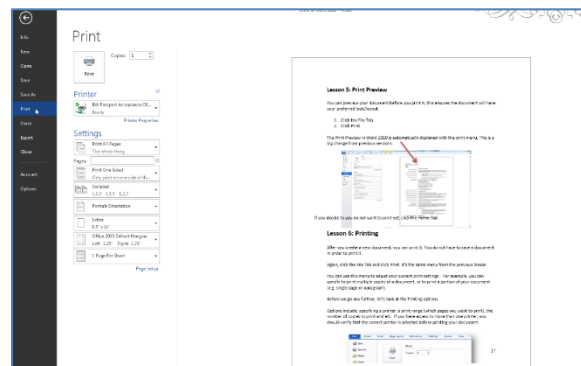 Info
New
Open
Save
Save As
Print
Share
Export
Close
Account
Options
Print
Copies: 1
Print
Printer
Ready
Printer Properties
Settings
Print All Pages
The whole thing
Pages:
Print One Sided
Only print on one side of th...
Collated
1,2,3 1,2,3 1,2,3
Portrait Orientation
Letter
8.5" x 11"
Office 2003 Default Margins
Left: 1.25" Right: 1.25"
1 Page Per Sheet
Page Setup
Lesson 5: Print Preview
You can preview your document before you print it, this ensures the document will have
your preferred look/layout.
1. Click the File Tab
2. Click Print
The Print Preview in Word 2010 is automatically displayed with the print menu. This is a
big change from previous versions.
If you decide to you do not want to print yet, click the Home Tab.
Lesson 6: Printing
After you create a new document, you can print it. You do not have to save a document
in order to print it.
Again, click the File Tab and click Print. It's the same menu from the previous lesson.
You can use this menu to adjust your current print settings. For example, you can
specify to print multiple copies of a document, or to print a portion of your document
(e.g. single page or paragraph).
Before we go any further, let's look at the Printing options
Options include: specifying a printer, a print range (which pages you want to print), the
number of copies to print and etc. If you have access to more than one printer, you
should verify that the correct printer is selected before printing your document.